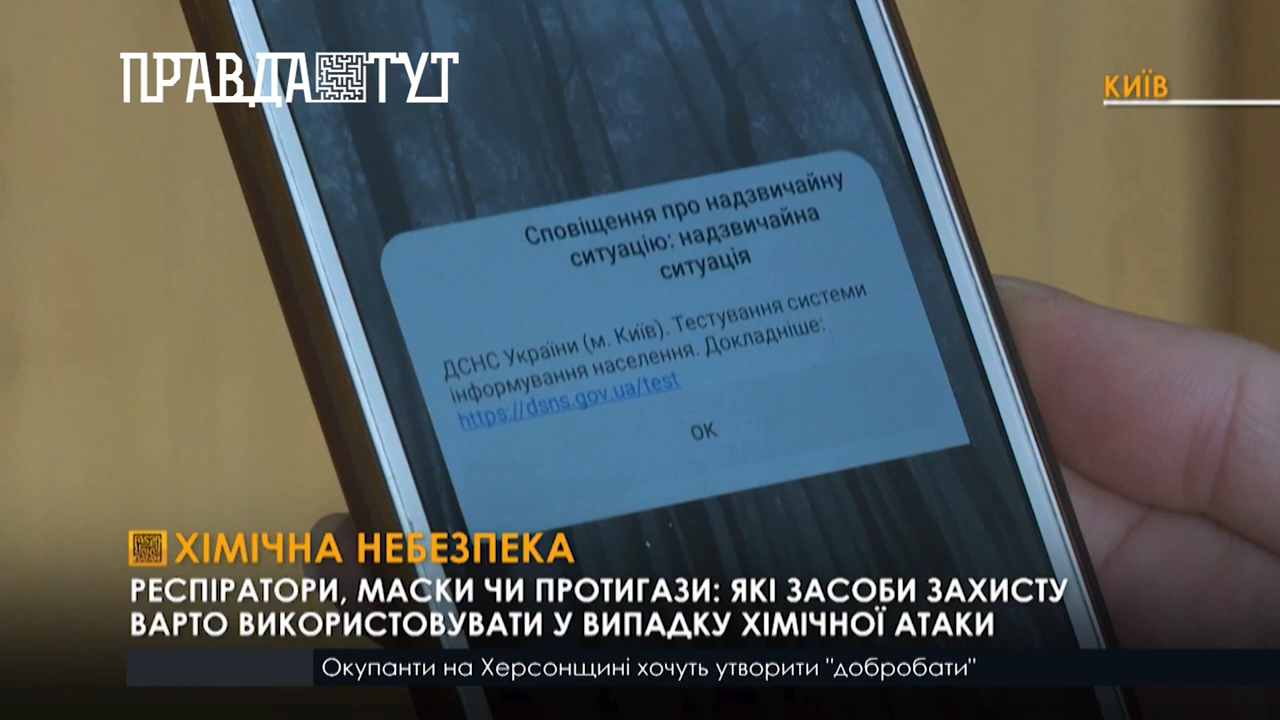 ПРАВДА ТУТ
КИЇВ
Сповіщення про надзвичайну
ситуацію: надзвичайна
ситуація
ДСНС України (м. Київ). Тестування системи
інформування населення. Докладніше:
https://dsns.gov.ua/test
ОК
ХІМІЧНА НЕБЕЗПЕКА
РЕСПІРАТОРИ, МАСКИ ЧИ ПРОТИГАЗИ: ЯКІ ЗАСОБИ ЗАХИСТУ
ВАРТО ВИКОРИСТОВУВАТИ У ВИПАДКУ ХІМІЧНОЇ АТАКИ
Окупанти на Херсонщині хочуть утворити "добробати"